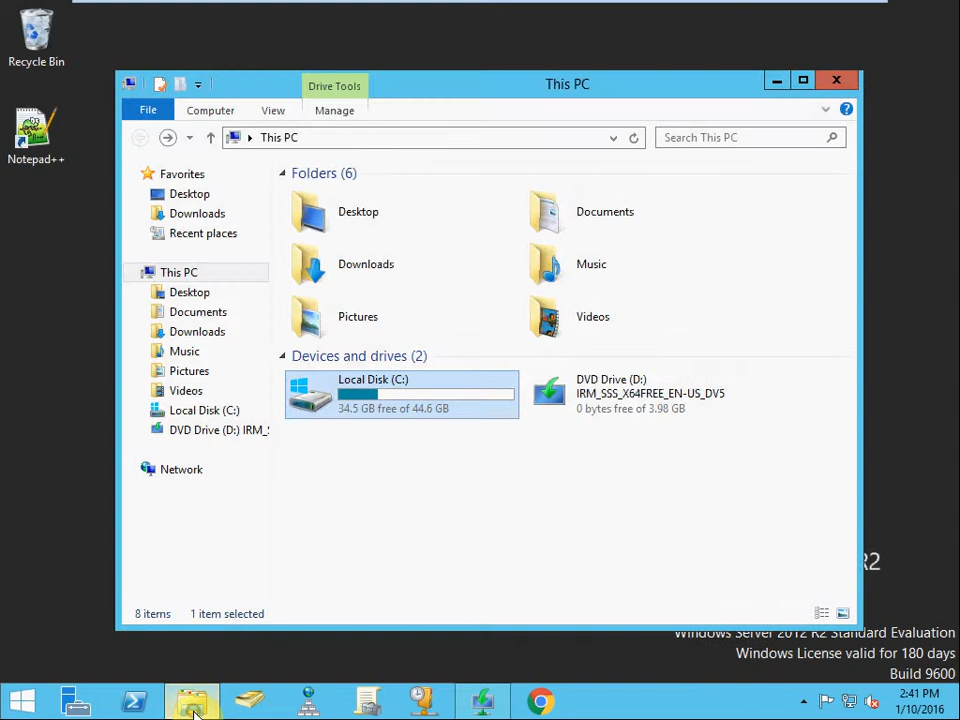 Recycle Bin
Notepad++
Drive Tools
This PC
File
Computer
View
Manage
This PC
Search This PC
Favorites
Desktop
Downloads
Recent places
This PC
Desktop
Documents
Downloads
Music
Pictures
Videos
Local Disk (C:)
DVD Drive (D:) IRM_S
Network
Folders (6)
Desktop
Documents
Downloads
Music
Pictures
Videos
Devices and drives (2)
Local Disk (C:)
34.5 GB free of 44.6 GB
DVD Drive (D:)
IRM_SSS_X64FREE_EN-US_DV5
0 bytes free of 3.98 GB
8 items 1 item selected
R2
Windows Server 2012 R2 Standard Evaluation
Windows License valid for 180 days
Build 9600
2:41 PM
1/10/2016